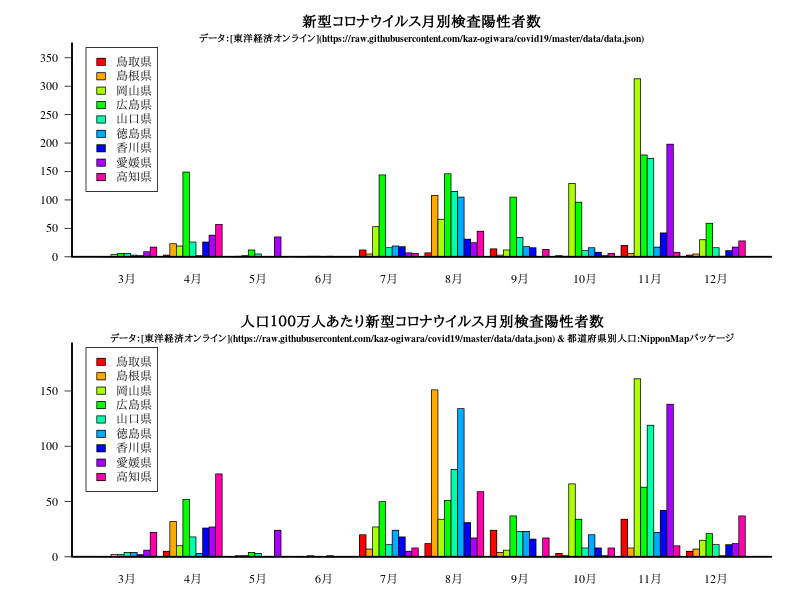 新型コロナウイルス月別検査陽性者数
データ:[東洋経済オンライン](https://raw.githubusercontent.com/kaz-ogiwara/covid19/master/data/data.json)
350
300
250
200
150
100
50
0
鳥取県
島根県
岡山県
広島県
山口県
徳島県
香川県
愛媛県
高知県
3月 4月 5月 6月 7月 8月 9月 10月 11月 12月
人口100万人あたり新型コロナウイルス月別検査陽性者数
データ:[東洋経済オンライン](https://raw.githubusercontent.com/kaz-ogiwara/covid19/master/data/data.json) & 都道府県別人口:NipponMapパッケージ
150
100
50
0
鳥取県
島根県
岡山県
広島県
山口県
徳島県
香川県
愛媛県
高知県
3月 4月 5月 6月 7月 8月 9月 10月 11月 12月